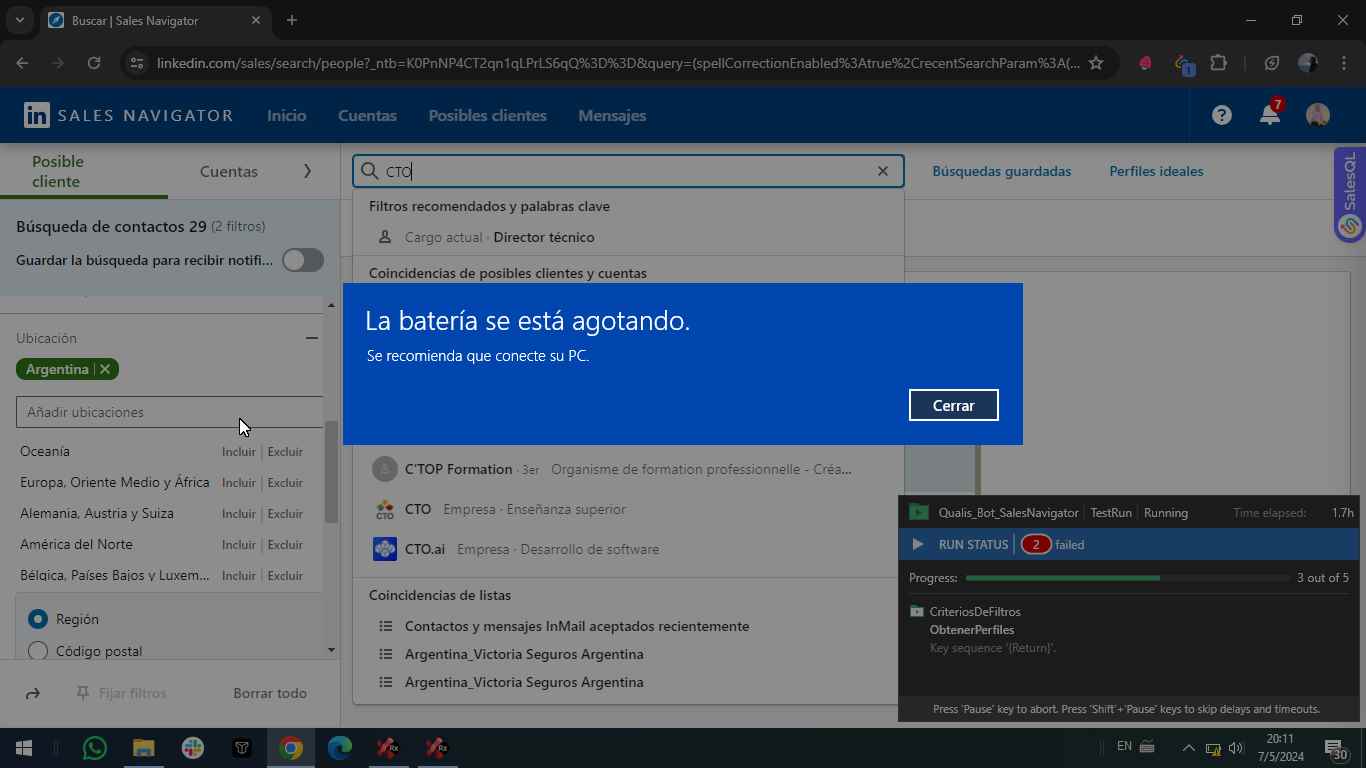 Buscar | Sales Navigator
linkedin.com/sales/search/people?_ntb=K0PnNP4CT2qn1qLPrLS6qQ%3D%3D&query=(spellCorrectionEnabled%3Atrue%2CrecentSearchParam%3A(...
1
in SALES NAVIGATOR
Inicio
Cuentas
Posibles clientes
Mensajes
7
Posible cliente
Cuentas
CTO
Búsquedas guardadas
Perfiles ideales
SalesQL
Búsqueda de contactos 29 (2 filtros)
Guardar la búsqueda para recibir notifi...
Filtros recomendados y palabras clave
Cargo actual · Director técnico
Coincidencias de posibles clientes y cuentas
La batería se está agotando.
Se recomienda que conecte su PC.
Cerrar
Ubicación
Argentina
Añadir ubicaciones
Oceanía Incluir Excluir
Europa, Oriente Medio y África Incluir Excluir
Alemania, Austria y Suiza Incluir Excluir
América del Norte Incluir Excluir
Bélgica, Países Bajos y Luxem... Incluir Excluir
Región
Código postal
Fijar filtros
Borrar todo
A C'TOP Formation · 3er Organisme de formation professionnelle - Créa...
CTO CTO Empresa · Enseñanza superior
CTO.ai Empresa · Desarrollo de software
Coincidencias de listas
Contactos y mensajes InMail aceptados recientemente
Argentina_Victoria Seguros Argentina
Argentina_Victoria Seguros Argentina
Qualis_Bot_SalesNavigator TestRun Running Time elapsed: 1.7h
RUN STATUS 2 failed
Progress: 3 out of 5
CriteriosDeFiltros
ObtenerPerfiles
Key sequence '{Return}'.
Press 'Pause' key to abort. Press 'Shift'+'Pause' keys to skip delays and timeouts.
Rx
Rx
EN
20:11
7/5/2024
30